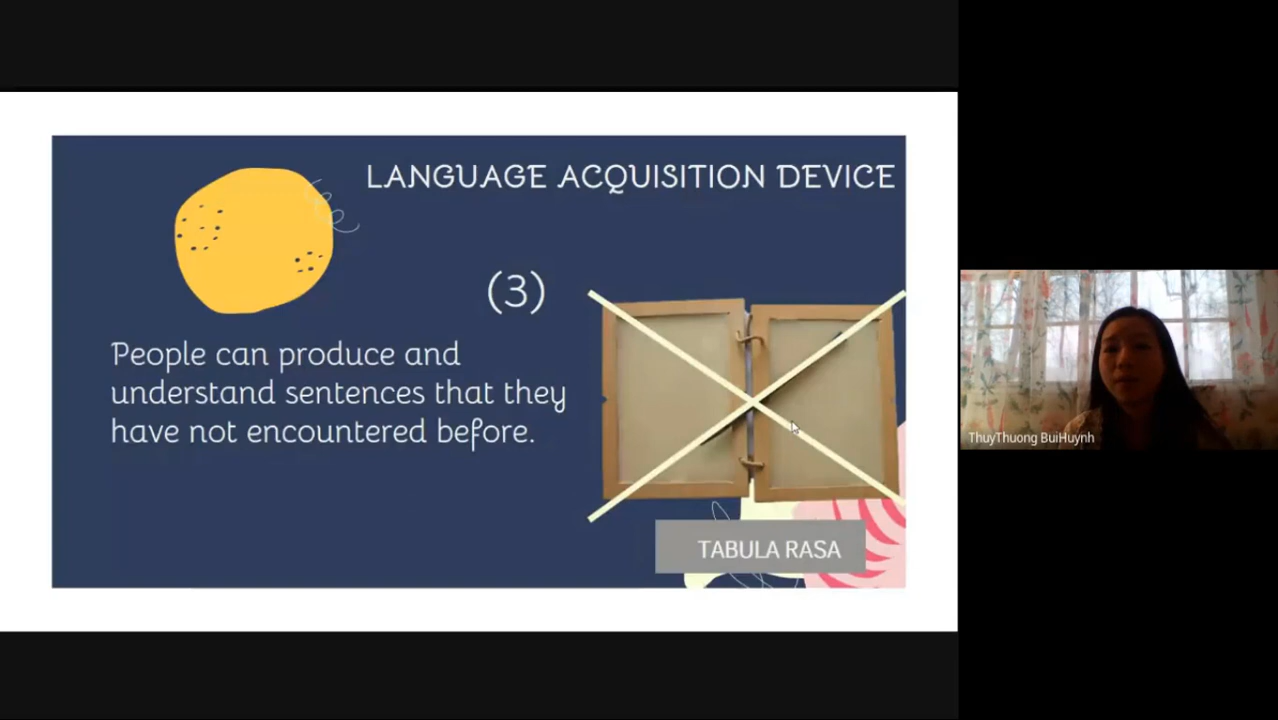 LANGUAGE ACQUISITION DEVICE
(3)
People can produce and
understand sentences that they
have not encountered before.
TABULA RASA
ThuyThuong BuiHuynh